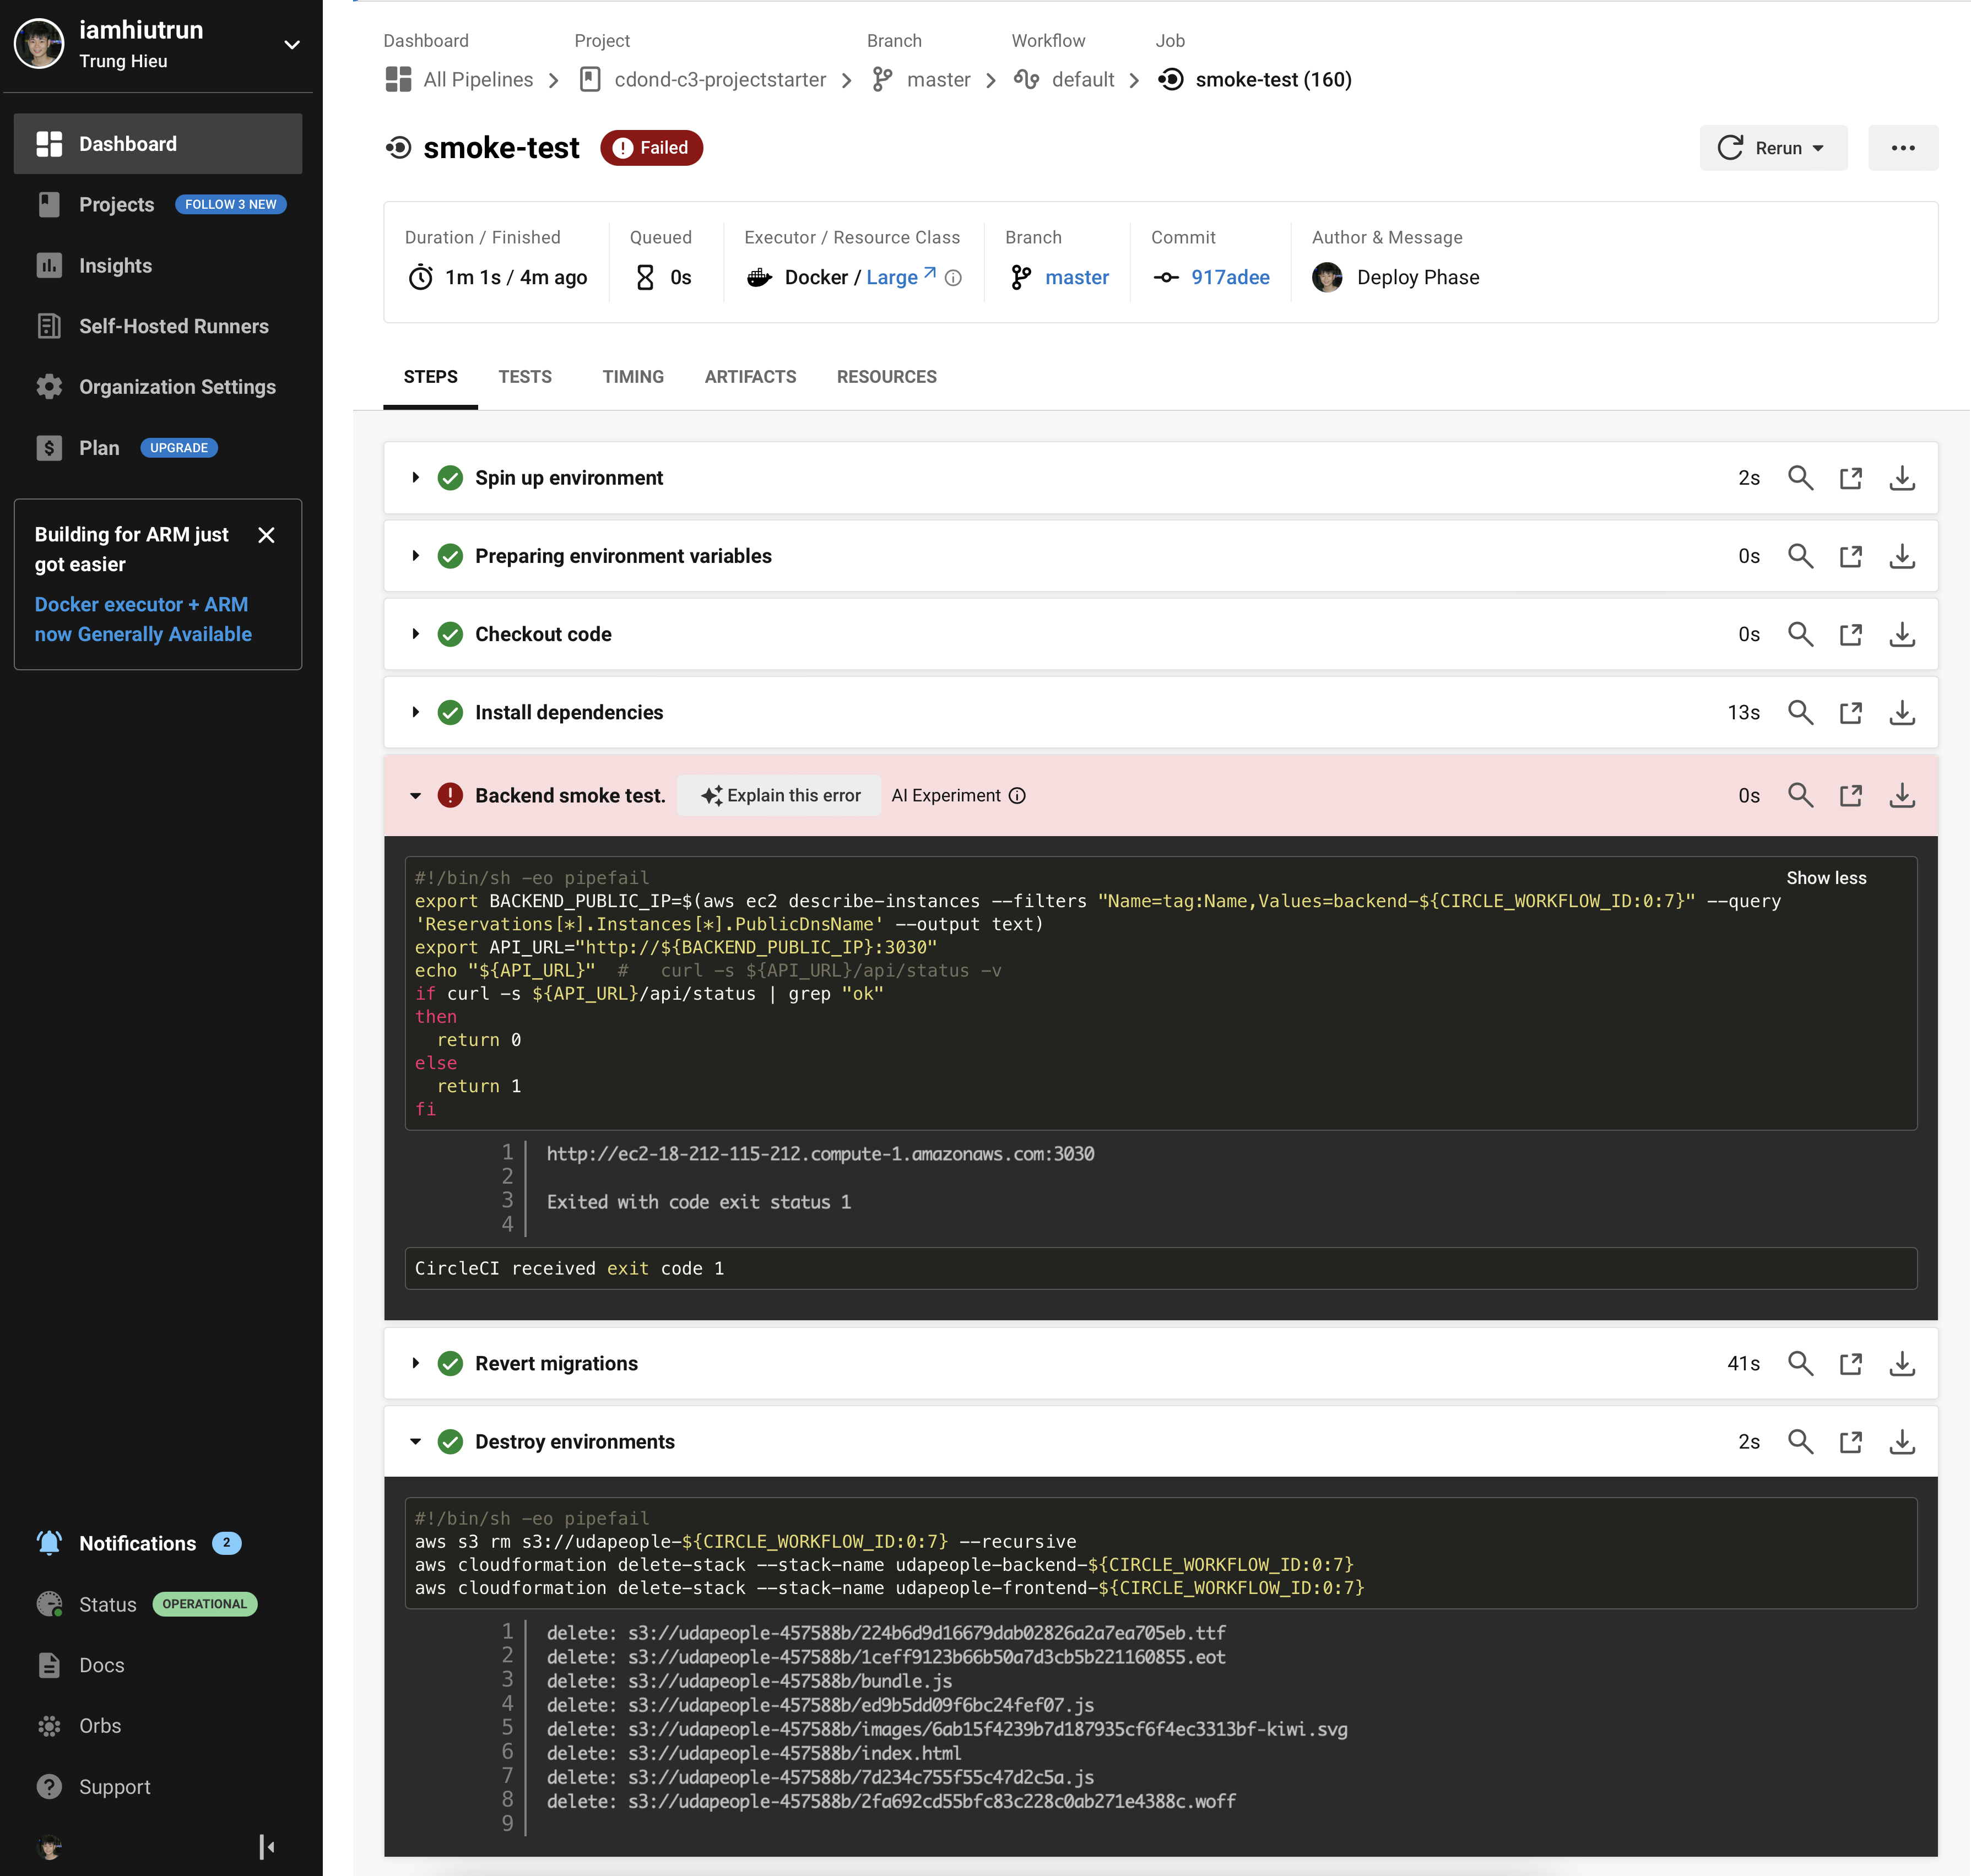 iamhiutrun
Trung Hieu
Dashboard
Projects FOLLOW 3 NEW
Insights
Self-Hosted Runners
Organization Settings
Plan UPGRADE
Building for ARM just
got easier
Docker executor + ARM
now Generally Available
Notifications 2
Status OPERATIONAL
Docs
Orbs
Support
Dashboard Project Branch Workflow Job
All Pipelines cdond-c3-projectstarter master default smoke-test (160)
smoke-test Failed Rerun
Duration / Finished Queued Executor / Resource Class Branch Commit Author & Message
1m 1s / 4m ago 0s Docker / Large master 917adee Deploy Phase
STEPS TESTS TIMING ARTIFACTS RESOURCES
Spin up environment 2s
Preparing environment variables 0s
Checkout code 0s
Install dependencies 13s
Backend smoke test. Explain this error AI Experiment 0s
#!/bin/sh -eo pipefail Show less
export BACKEND_PUBLIC_IP=$(aws ec2 describe-instances --filters "Name=tag:Name,Values=backend-${CIRCLE_WORKFLOW_ID:0:7}" --query
'Reservations[*].Instances[*].PublicDnsName' --output text)
export API_URL="http://${BACKEND_PUBLIC_IP}:3030"
echo "${API_URL}"  #   curl -s ${API_URL}/api/status -v
if curl -s ${API_URL}/api/status | grep "ok"
then
  return 0
else
  return 1
fi
1 http://ec2-18-212-115-212.compute-1.amazonaws.com:3030
2
3 Exited with code exit status 1
4
CircleCI received exit code 1
Revert migrations 41s
Destroy environments 2s
#!/bin/sh -eo pipefail
aws s3 rm s3://udapeople-${CIRCLE_WORKFLOW_ID:0:7} --recursive
aws cloudformation delete-stack --stack-name udapeople-backend-${CIRCLE_WORKFLOW_ID:0:7}
aws cloudformation delete-stack --stack-name udapeople-frontend-${CIRCLE_WORKFLOW_ID:0:7}
1 delete: s3://udapeople-457588b/224b6d9d16679dab02826a2a7ea705eb.ttf
2 delete: s3://udapeople-457588b/1ceff9123b66b50a7d3cb5b221160855.eot
3 delete: s3://udapeople-457588b/bundle.js
4 delete: s3://udapeople-457588b/ed9b5dd09f6bc24fef07.js
5 delete: s3://udapeople-457588b/images/6ab15f4239b7d187935cf6f4ec3313bf-kiwi.svg
6 delete: s3://udapeople-457588b/index.html
7 delete: s3://udapeople-457588b/7d234c755f55c47d2c5a.js
8 delete: s3://udapeople-457588b/2fa692cd55bfc83c228c0ab271e4388c.woff
9